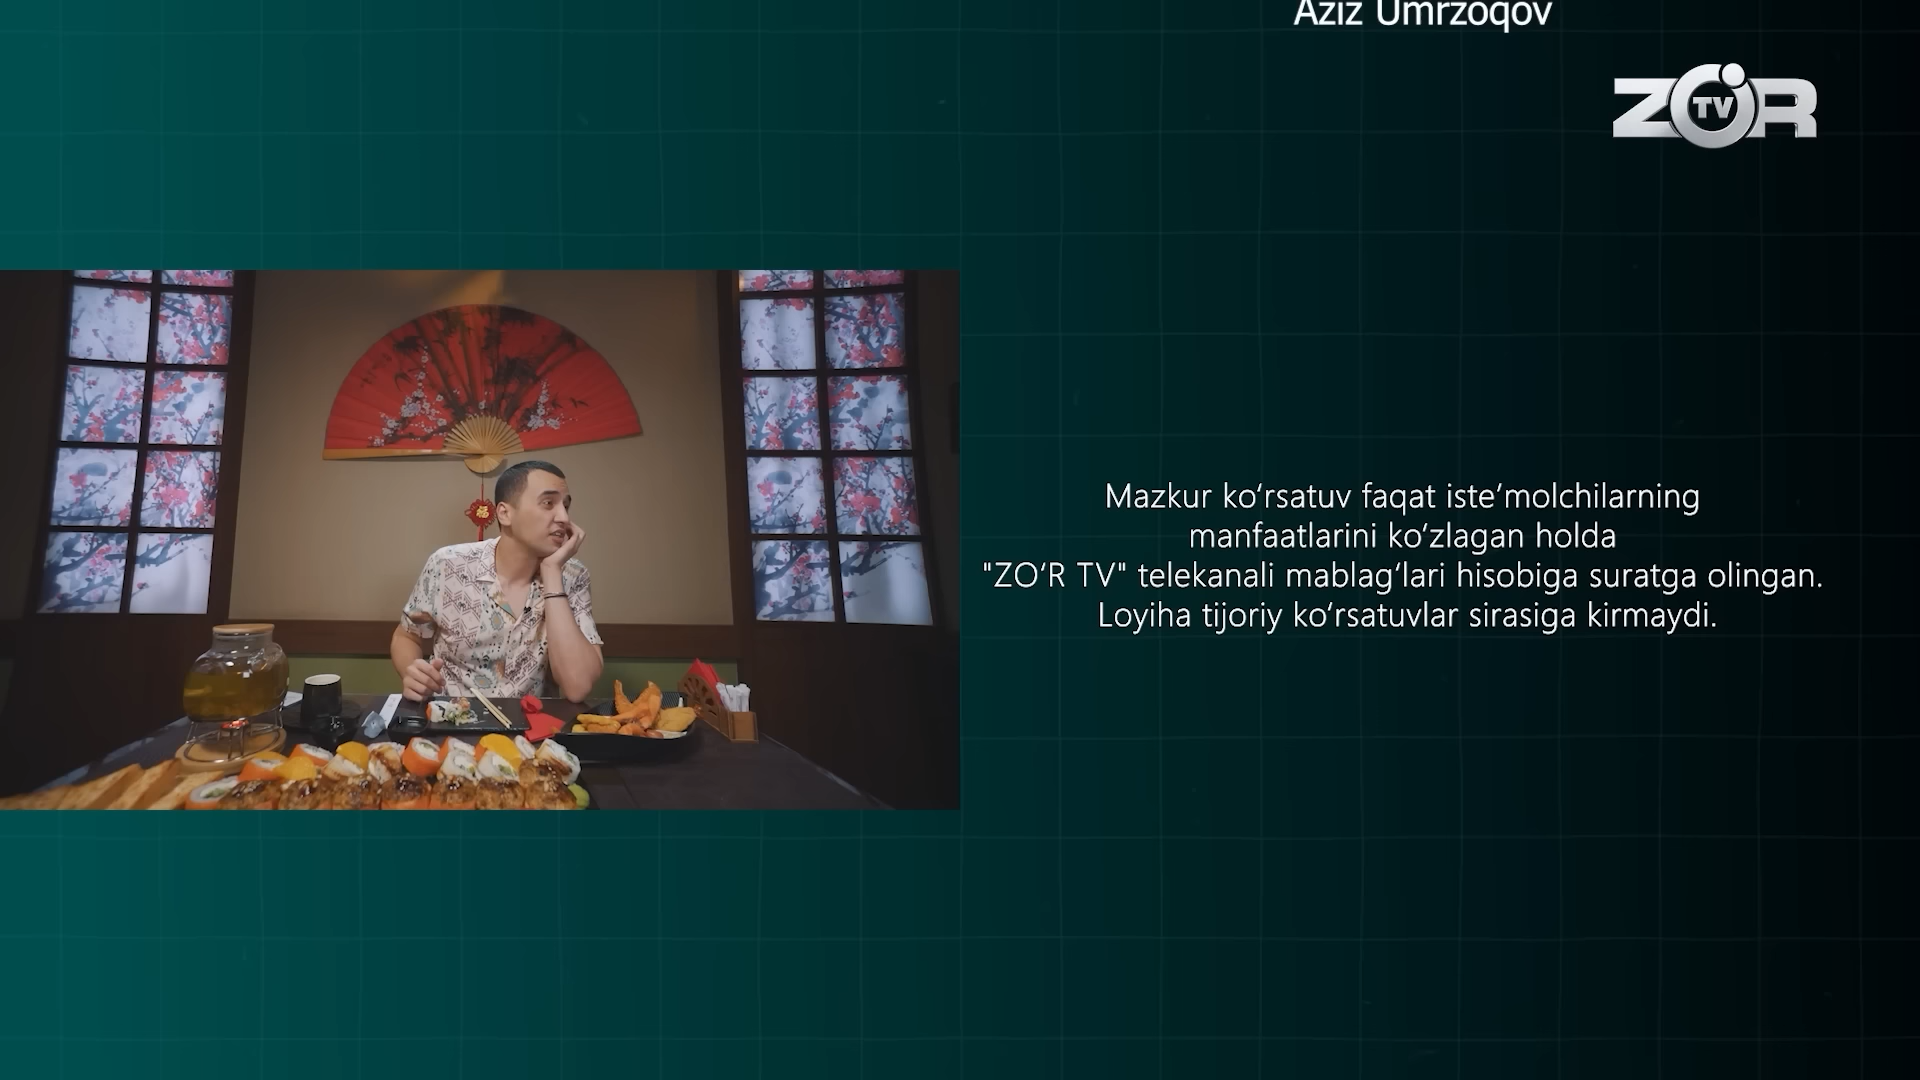 Aziz Umrzoqov
ZO'R TV
Mazkur ko‘rsatuv faqat iste’molchilarning
manfaatlarini ko‘zlagan holda
"ZO‘R TV" telekanali mablag‘lari hisobiga suratga olingan.
Loyiha tijoriy ko‘rsatuvlar sirasiga kirmaydi.
福